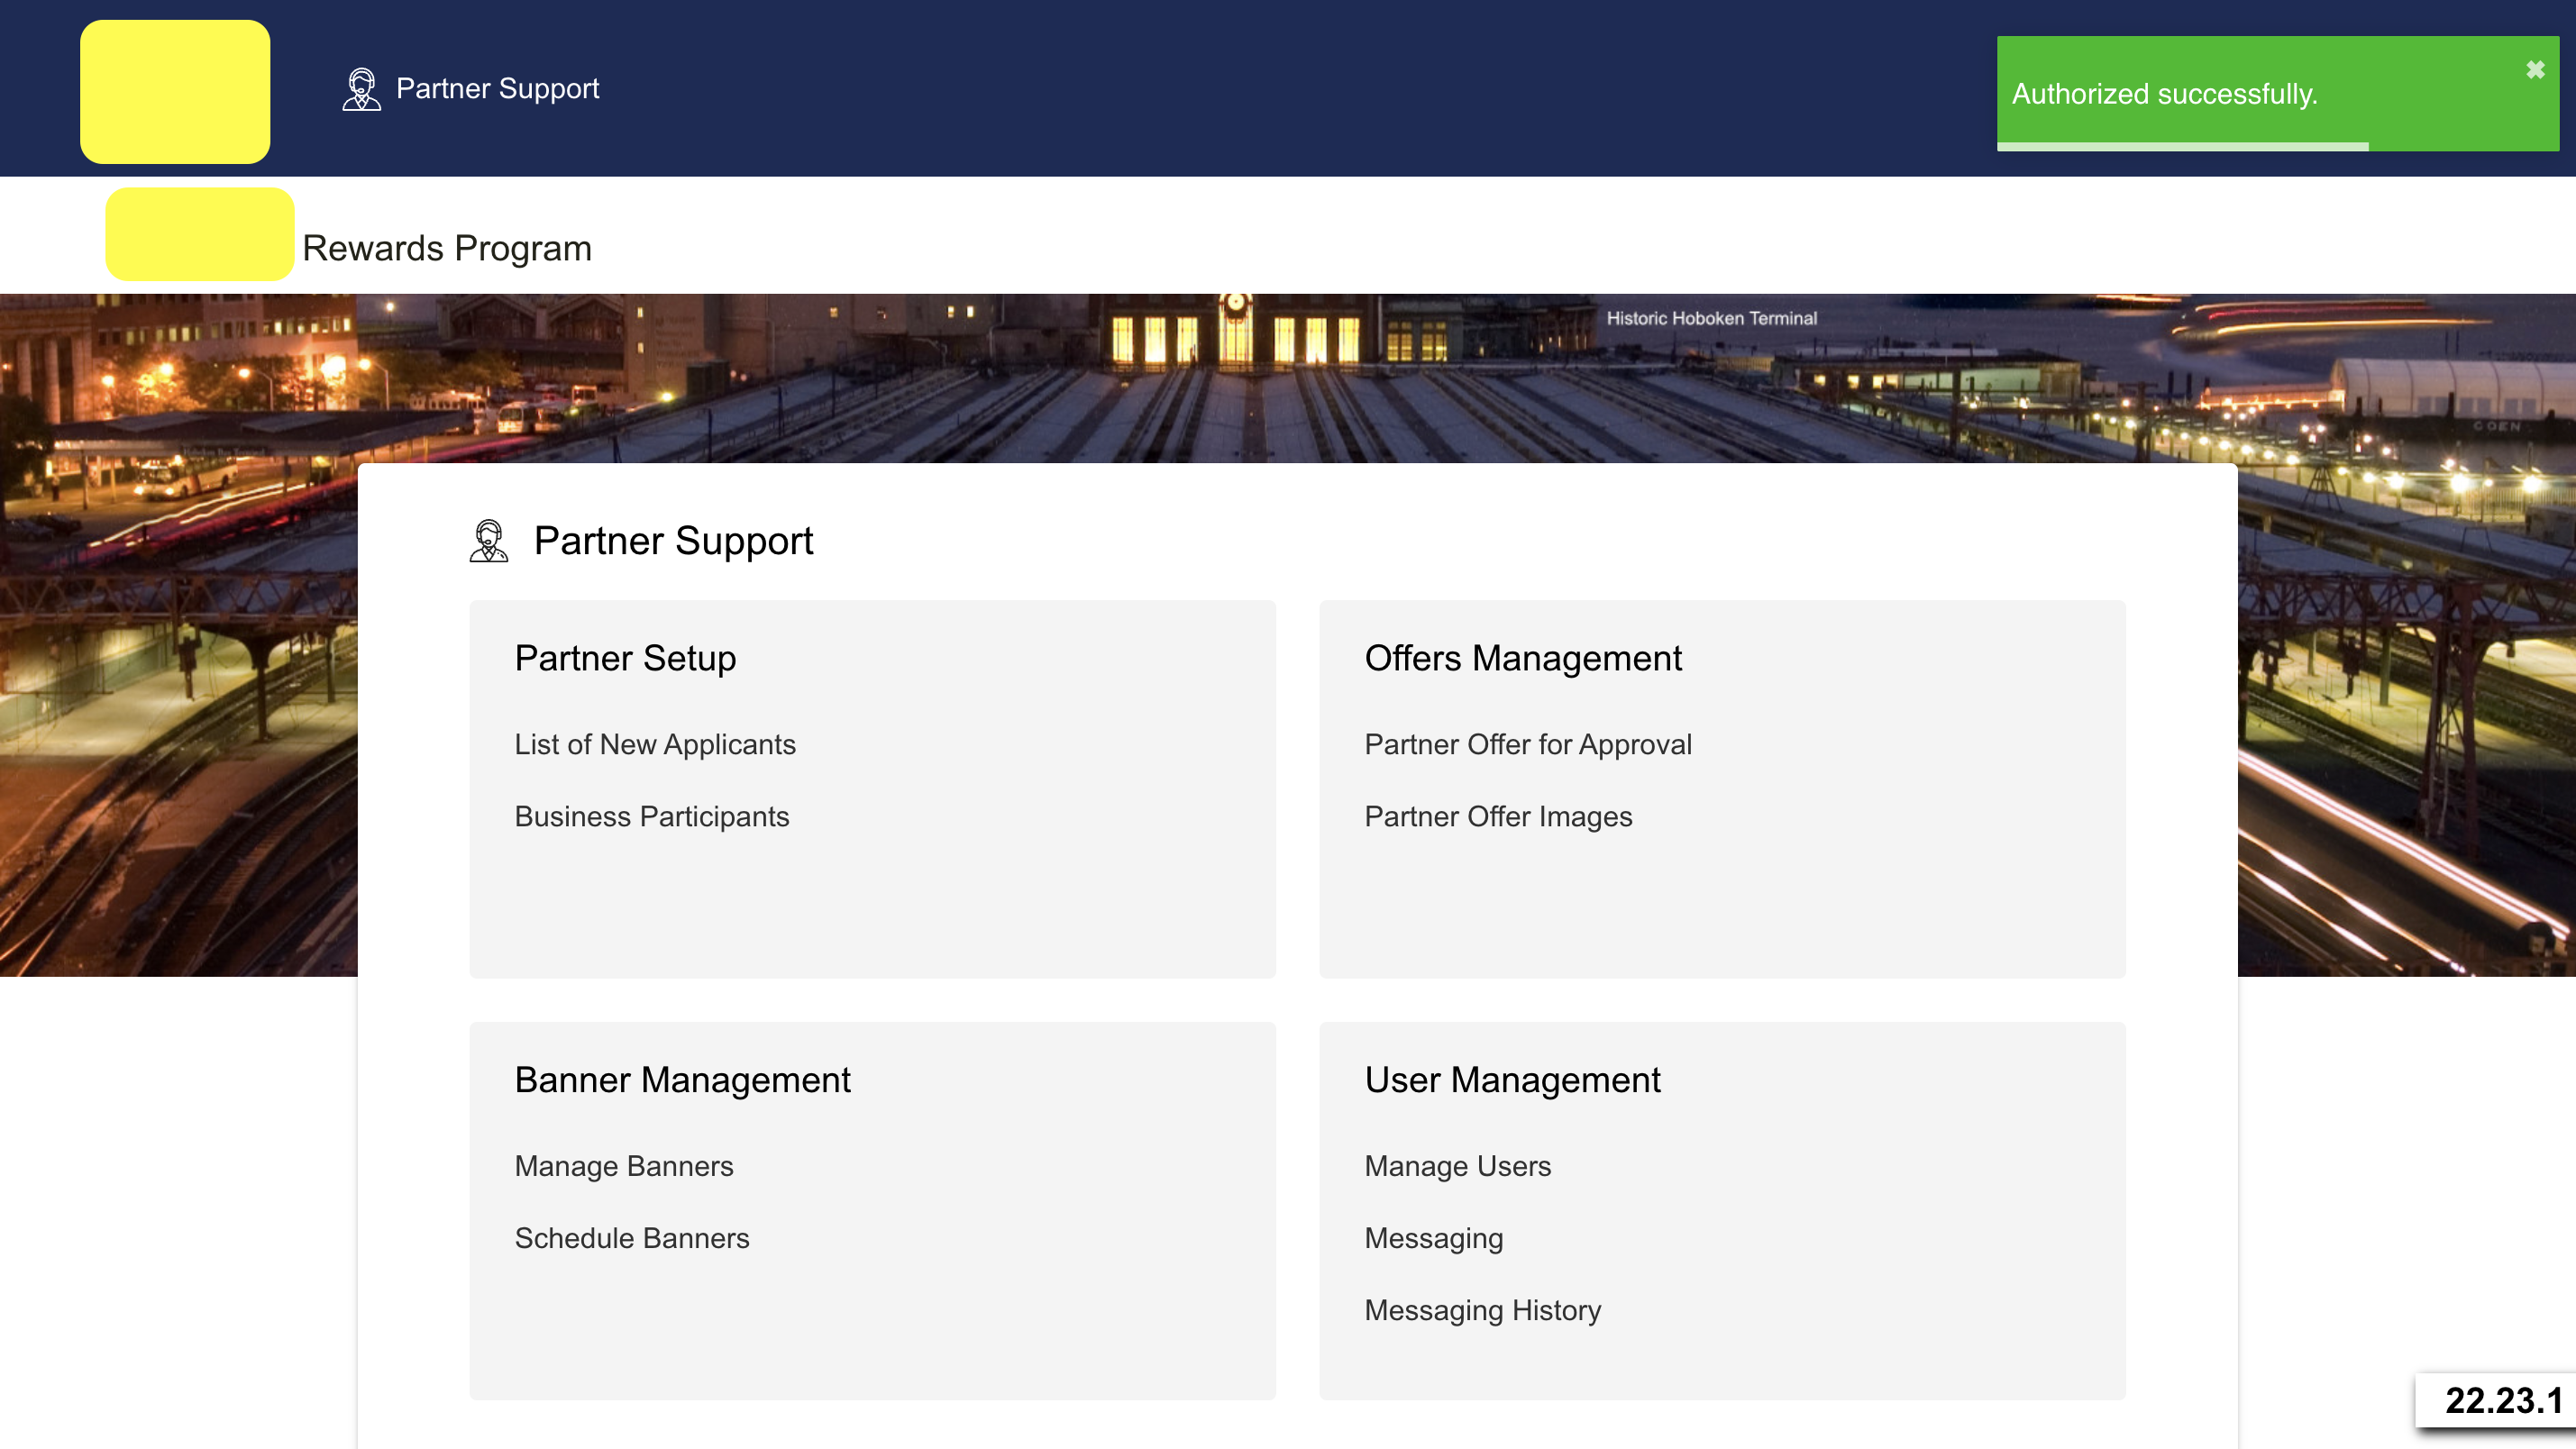 Partner Support
Authorized successfully.
Rewards Program
Historic Hoboken Terminal
Partner Support
Partner Setup
List of New Applicants
Business Participants
Offers Management
Partner Offer for Approval
Partner Offer Images
Banner Management
Manage Banners
Schedule Banners
User Management
Manage Users
Messaging
Messaging History
22.23.1